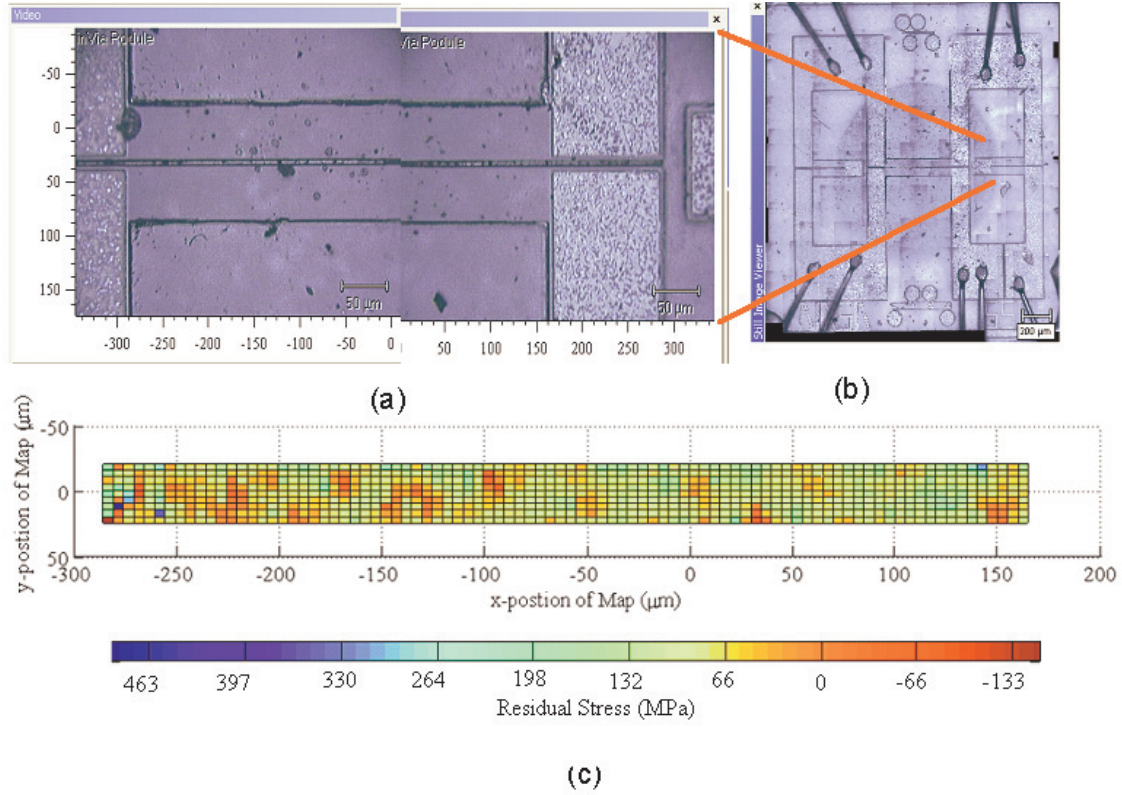 Video
x
x
nVia Podule
Via Podule
-50
0
50
100
150
50 µm
50 µm
-300 -250 -200 -150 -100 -50 0
50 100 150 200 250 300
Still Image Viewer
200 µm
(a)
(b)
y-postion of Map (µm)
-50
0
50
-300 -250 -200 -150 -100 -50 0 50 100 150 200
x-postion of Map (µm)
463 397 330 264 198 132 66 0 -66 -133
Residual Stress (MPa)
(c)